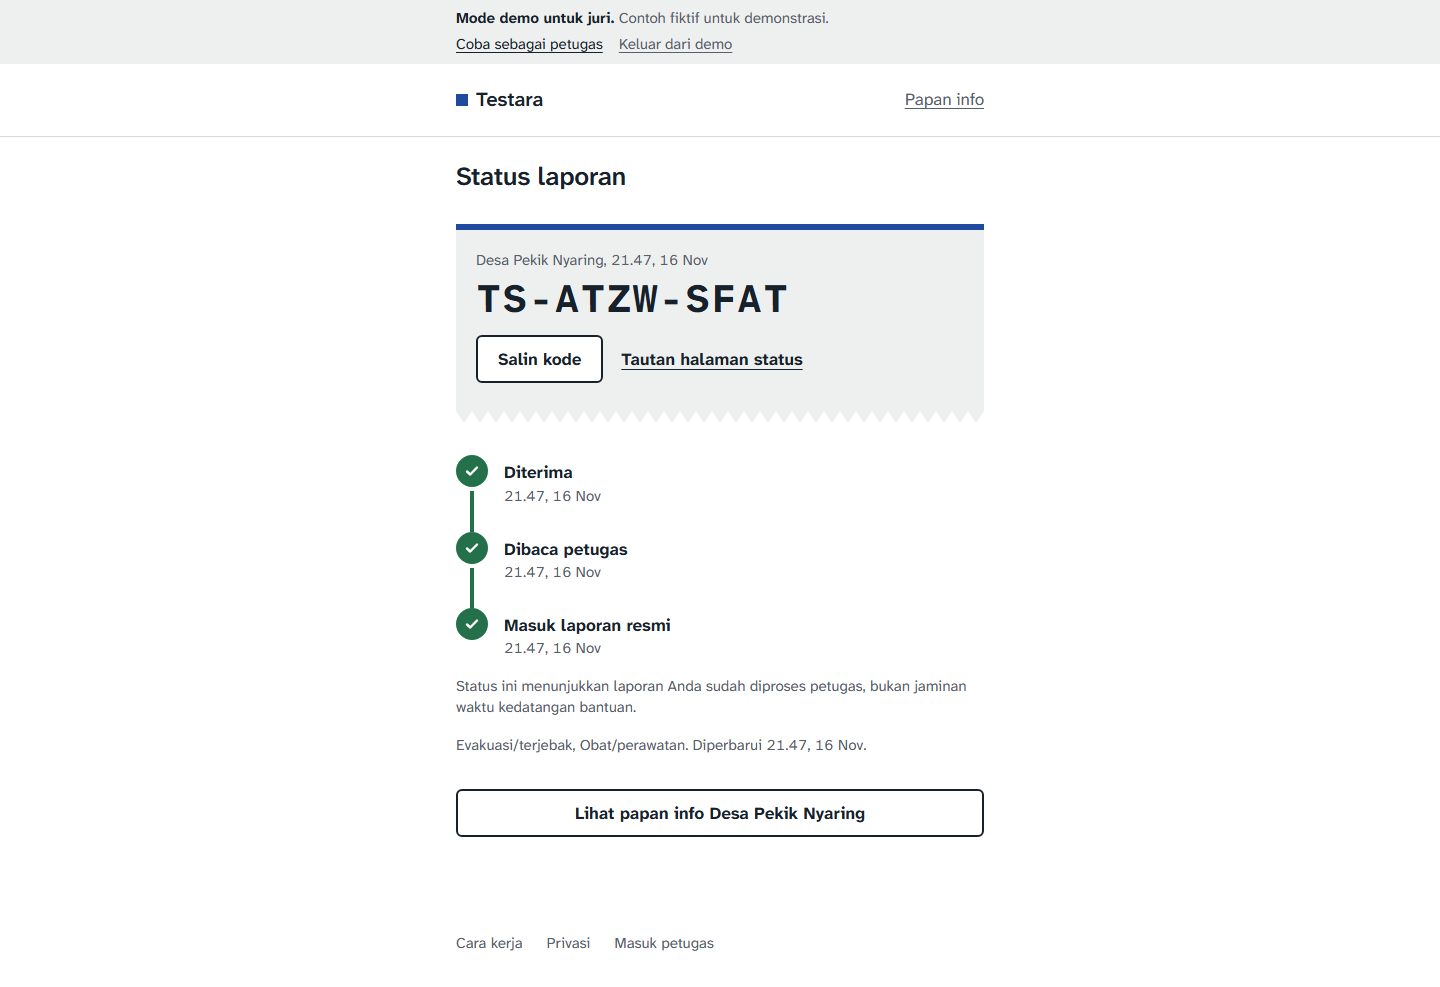 Mode demo untuk juri. Contoh fiktif untuk demonstrasi.
Coba sebagai petugas Keluar dari demo
Testara Papan info
Status laporan
Desa Pekik Nyaring, 21.47, 16 Nov
TS-ATZW-SFAT
Salin kode Tautan halaman status
Diterima
21.47, 16 Nov
Dibaca petugas
21.47, 16 Nov
Masuk laporan resmi
21.47, 16 Nov
Status ini menunjukkan laporan Anda sudah diproses petugas, bukan jaminan
waktu kedatangan bantuan.
Evakuasi/terjebak, Obat/perawatan. Diperbarui 21.47, 16 Nov.
Lihat papan info Desa Pekik Nyaring
Cara kerja Privasi Masuk petugas